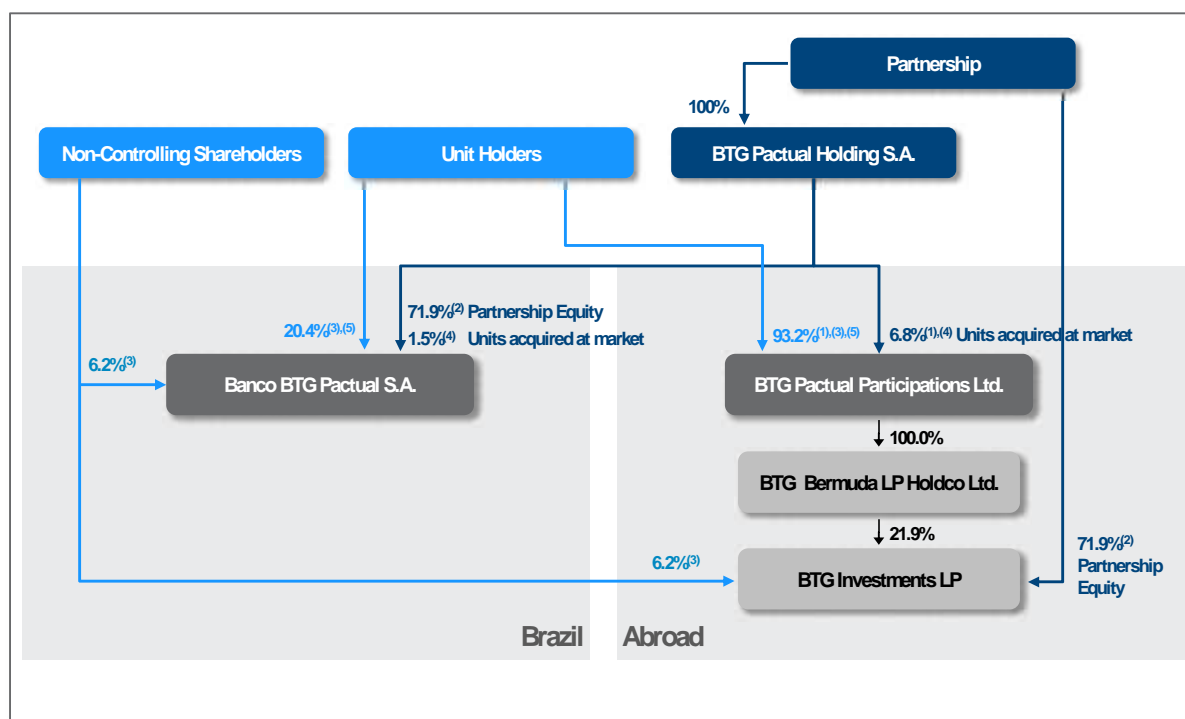 Partnership
100%
Non-Controlling Shareholders
Unit Holders
BTG Pactual Holding S.A.
71.9%(2) Partnership Equity
1.5%(4) Units acquired at market
20.4%(3),(5)
93.2%(1),(3),(5)
6.8%(1),(4) Units acquired at market
6.2%(3)
Banco BTG Pactual S.A.
BTG Pactual Participations Ltd.
100.0%
BTG Bermuda LP Holdco Ltd.
21.9%
6.2%(3)
BTG Investments LP
71.9%(2)
Partnership
Equity
Brazil
Abroad